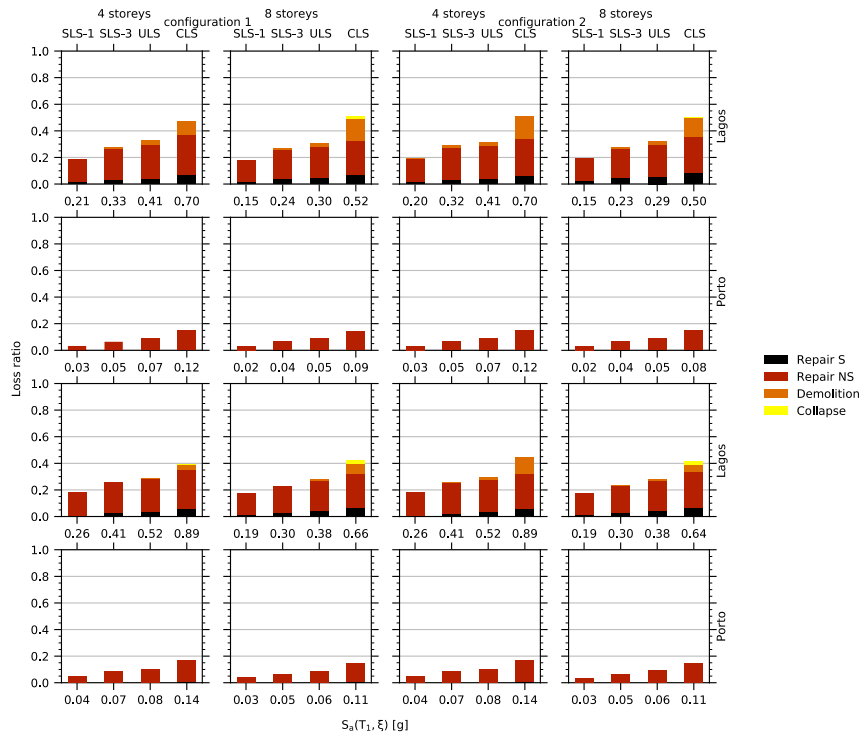 4 storeys 8 storeys 4 storeys 8 storeys
configuration 1 configuration 2
SLS-1 SLS-3 ULS CLS SLS-1 SLS-3 ULS CLS SLS-1 SLS-3 ULS CLS SLS-1 SLS-3 ULS CLS
1.0
0.8
0.6
0.4
0.2
0.0
Lagos
0.21 0.33 0.41 0.70 0.15 0.24 0.30 0.52 0.20 0.32 0.41 0.70 0.15 0.23 0.29 0.50
1.0
0.8
0.6
0.4
0.2
0.0
Porto
0.03 0.05 0.07 0.12 0.02 0.04 0.05 0.09 0.03 0.05 0.07 0.12 0.02 0.04 0.05 0.08
Loss ratio
Repair S
Repair NS
Demolition
Collapse
1.0
0.8
0.6
0.4
0.2
0.0
Lagos
0.26 0.41 0.52 0.89 0.19 0.30 0.38 0.66 0.26 0.41 0.52 0.89 0.19 0.30 0.38 0.64
1.0
0.8
0.6
0.4
0.2
0.0
Porto
0.04 0.07 0.08 0.14 0.03 0.05 0.06 0.11 0.04 0.07 0.08 0.14 0.03 0.05 0.06 0.11
Sa(T1, ξ) [g]